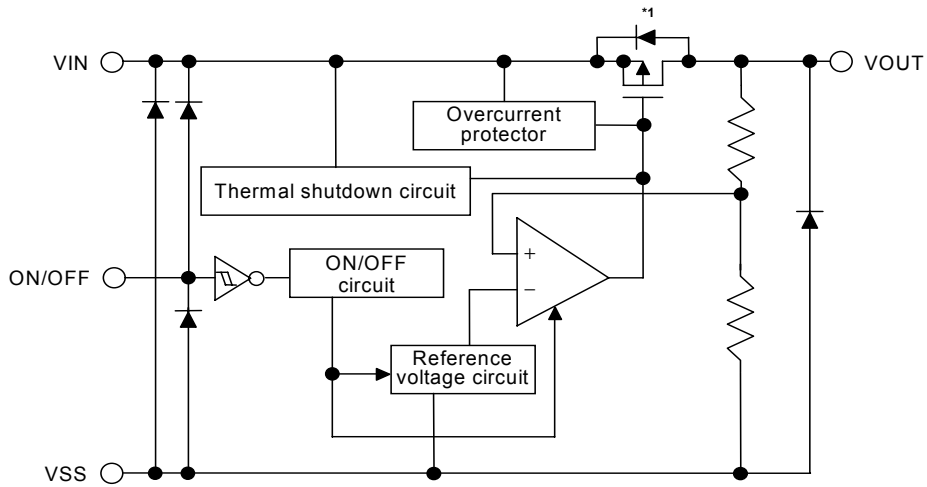 *1
VIN
VOUT
Overcurrent
protector
Thermal shutdown circuit
ON/OFF
ON/OFF
circuit
+
−
Reference
voltage circuit
VSS